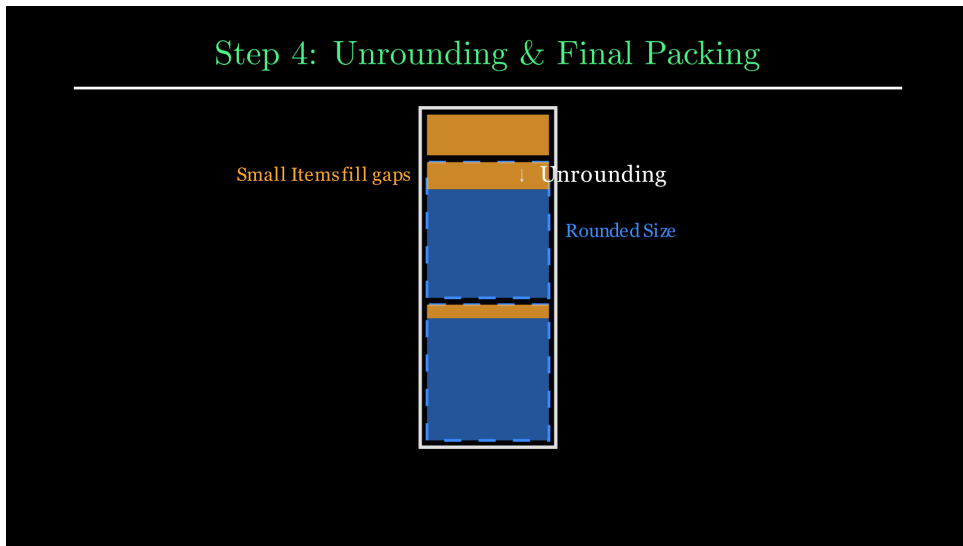 Step 4: Unrounding & Final Packing
Small Items fill gaps
↓ Unrounding
Rounded Size